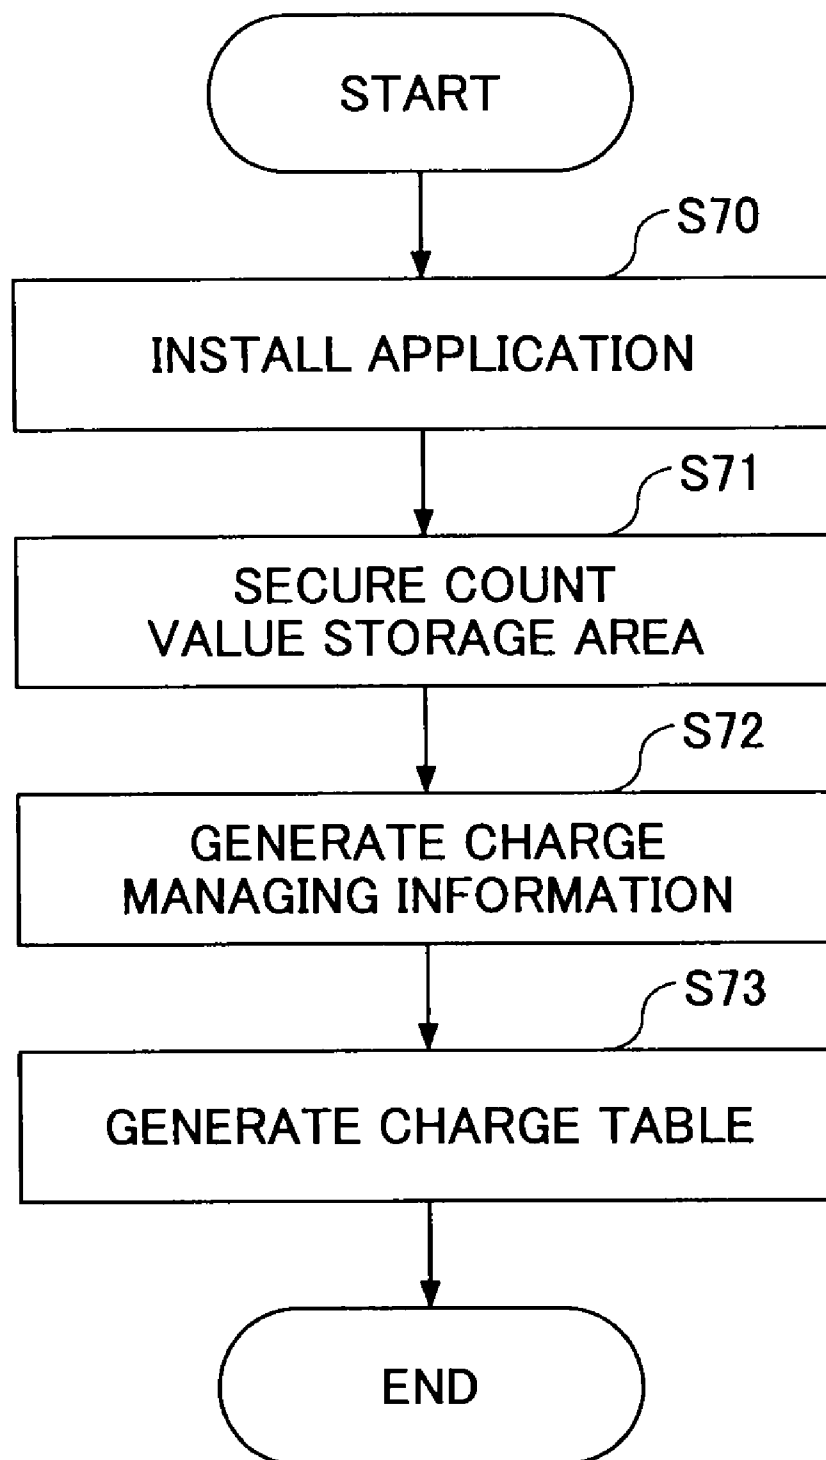 START
S70
INSTALL APPLICATION
S71
SECURE COUNT
VALUE STORAGE AREA
S72
GENERATE CHARGE
MANAGING INFORMATION
S73
GENERATE CHARGE TABLE
END